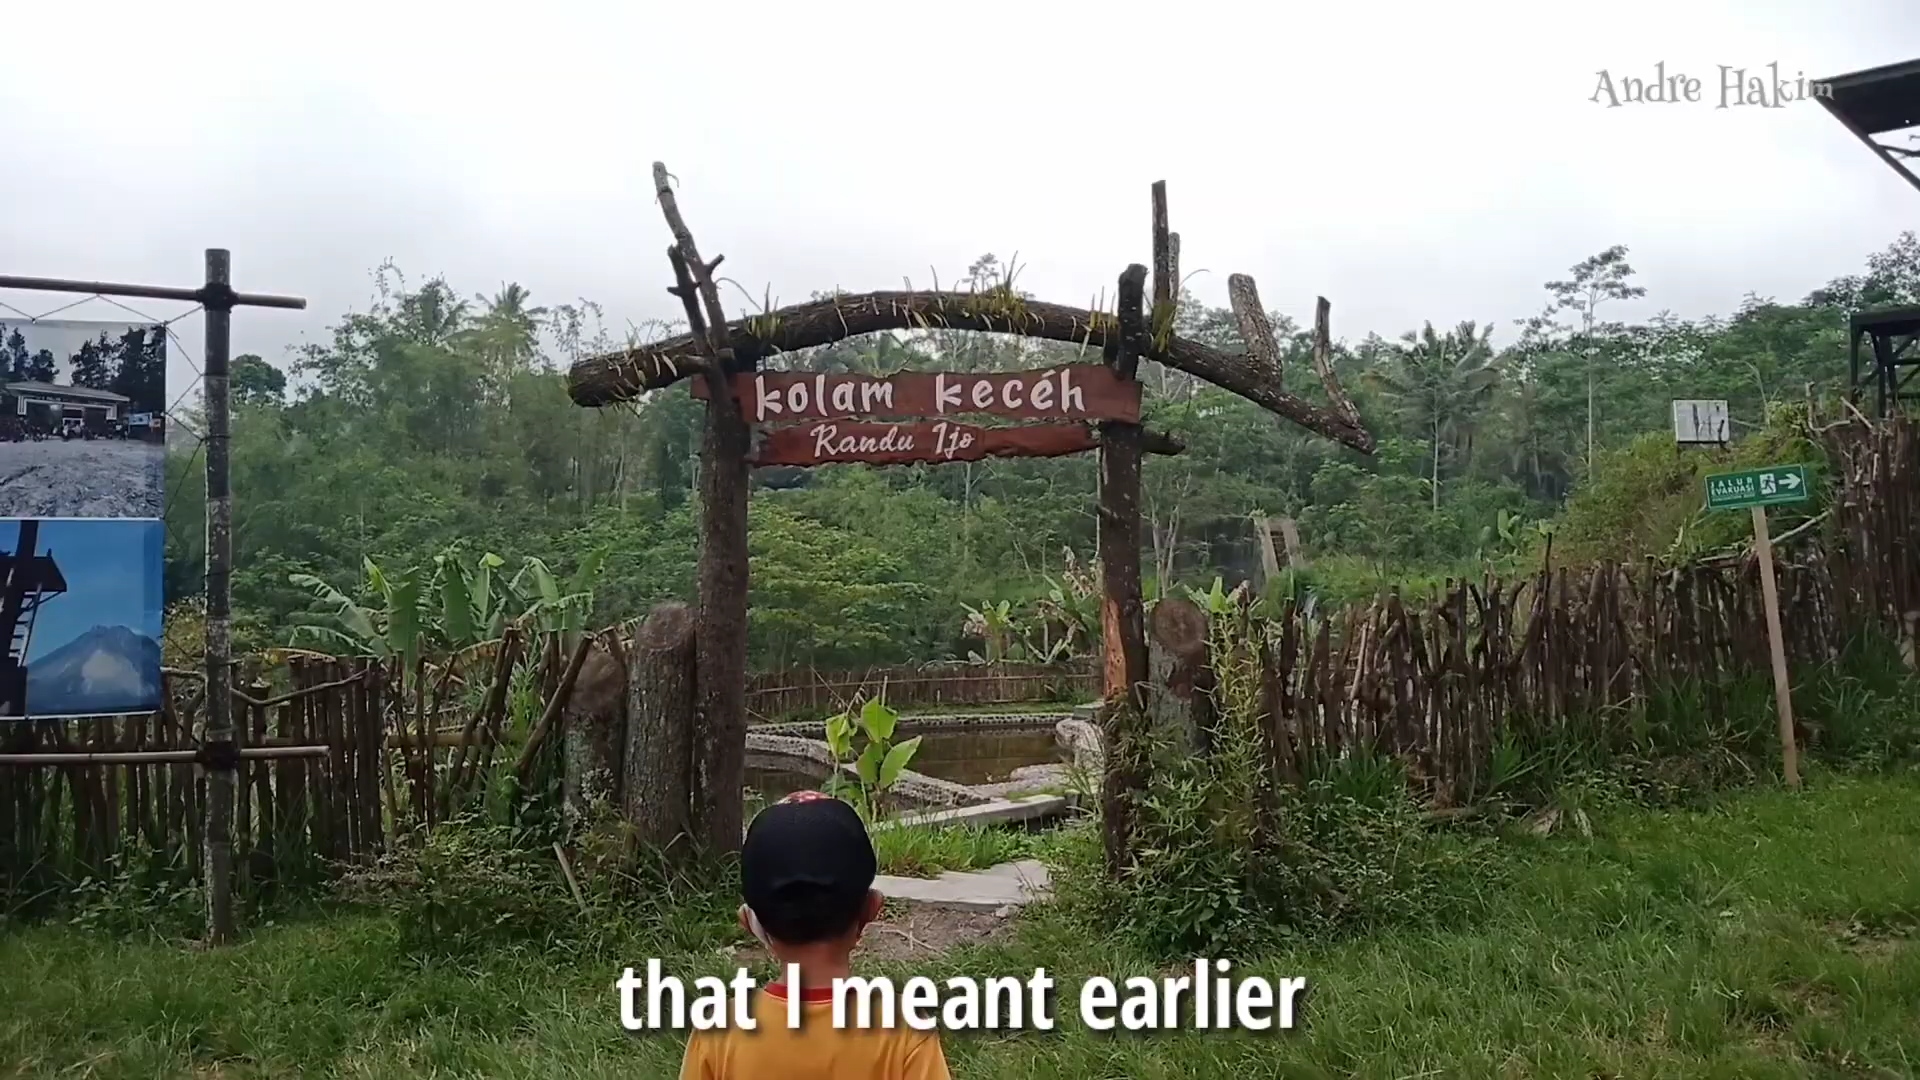 Andre Hakim
kolam kecéh
Randu Ijo
JALUR
EVAKUASI
that I meant earlier